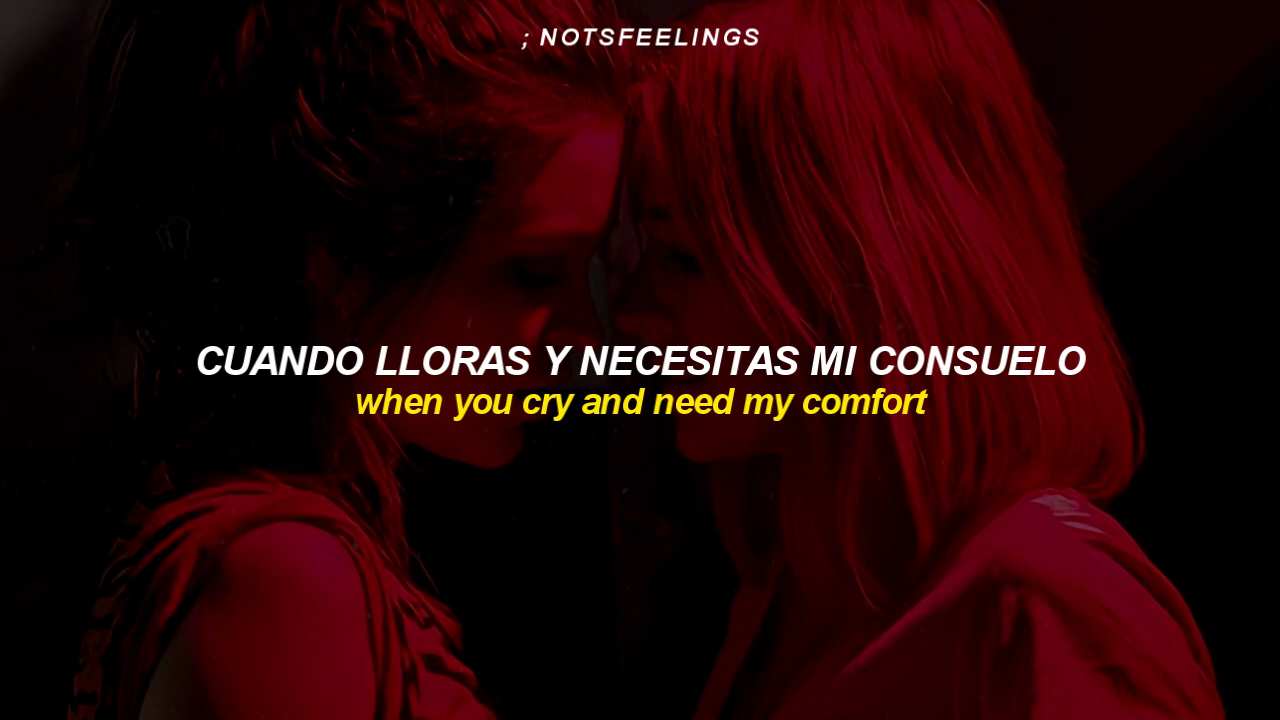 ; NOTSFEELINGS
CUANDO LLORAS Y NECESITAS MI CONSUELO
when you cry and need my comfort